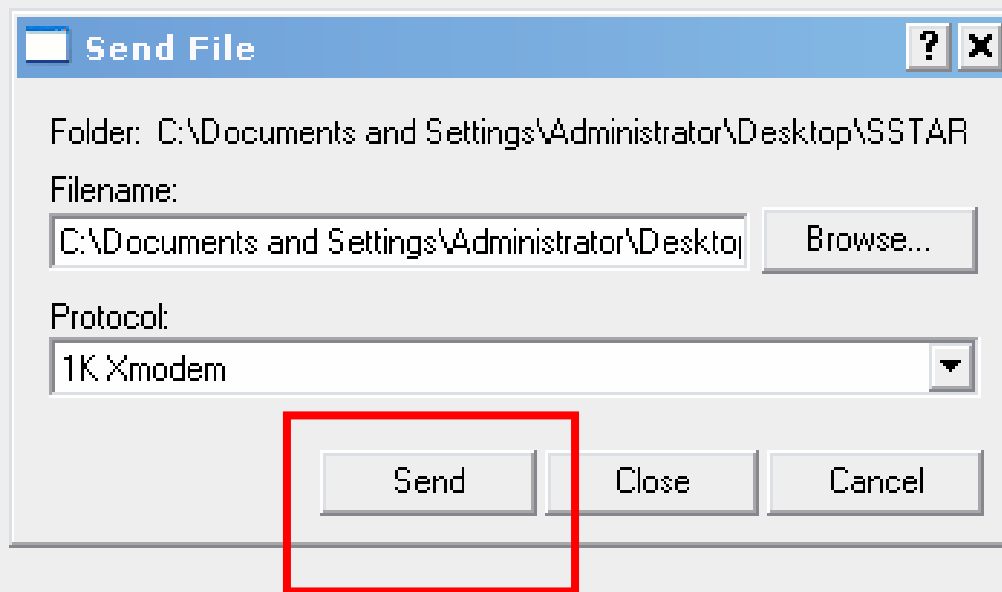 Send File
Folder: C:\Documents and Settings\Administrator\Desktop\SSTAR
Filename:
C:\Documents and Settings\Administrator\Desktop
Browse...
Protocol:
1K Xmodem
Send Close Cancel